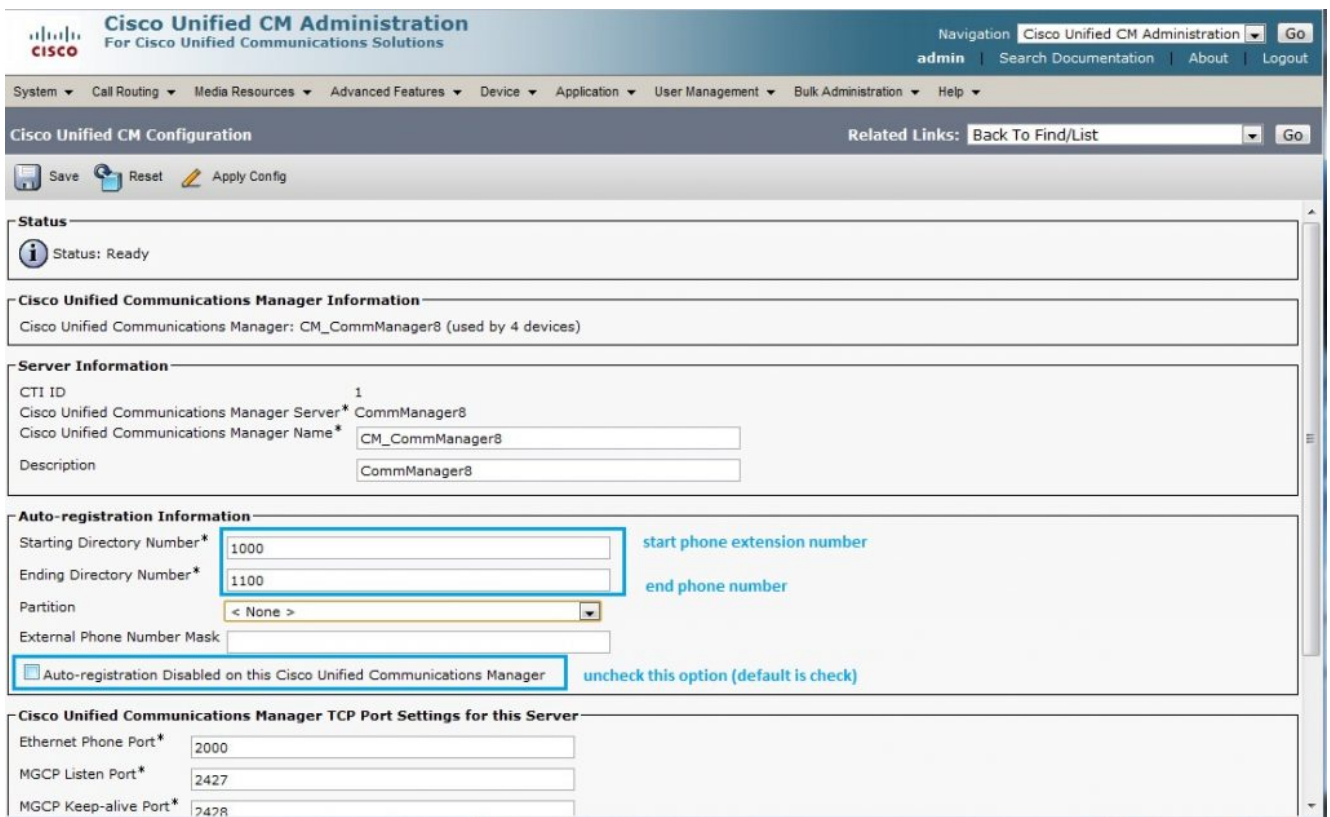 Cisco Unified CM Administration
For Cisco Unified Communications Solutions
CISCO
Navigation Cisco Unified CM Administration Go
admin | Search Documentation | About | Logout
System Call Routing Media Resources Advanced Features Device Application User Management Bulk Administration Help
Cisco Unified CM Configuration Related Links: Back To Find/List Go
Save Reset Apply Config
Status
i Status: Ready
Cisco Unified Communications Manager Information
Cisco Unified Communications Manager: CM_CommManager8 (used by 4 devices)
Server Information
CTI ID 1
Cisco Unified Communications Manager Server* CommManager8
Cisco Unified Communications Manager Name* CM_CommManager8
Description CommManager8
Auto-registration Information
Starting Directory Number* 1000 start phone extension number
Ending Directory Number* 1100 end phone number
Partition < None >
External Phone Number Mask
Auto-registration Disabled on this Cisco Unified Communications Manager uncheck this option (default is check)
Cisco Unified Communications Manager TCP Port Settings for this Server
Ethernet Phone Port* 2000
MGCP Listen Port* 2427
MGCP Keep-alive Port* 2428